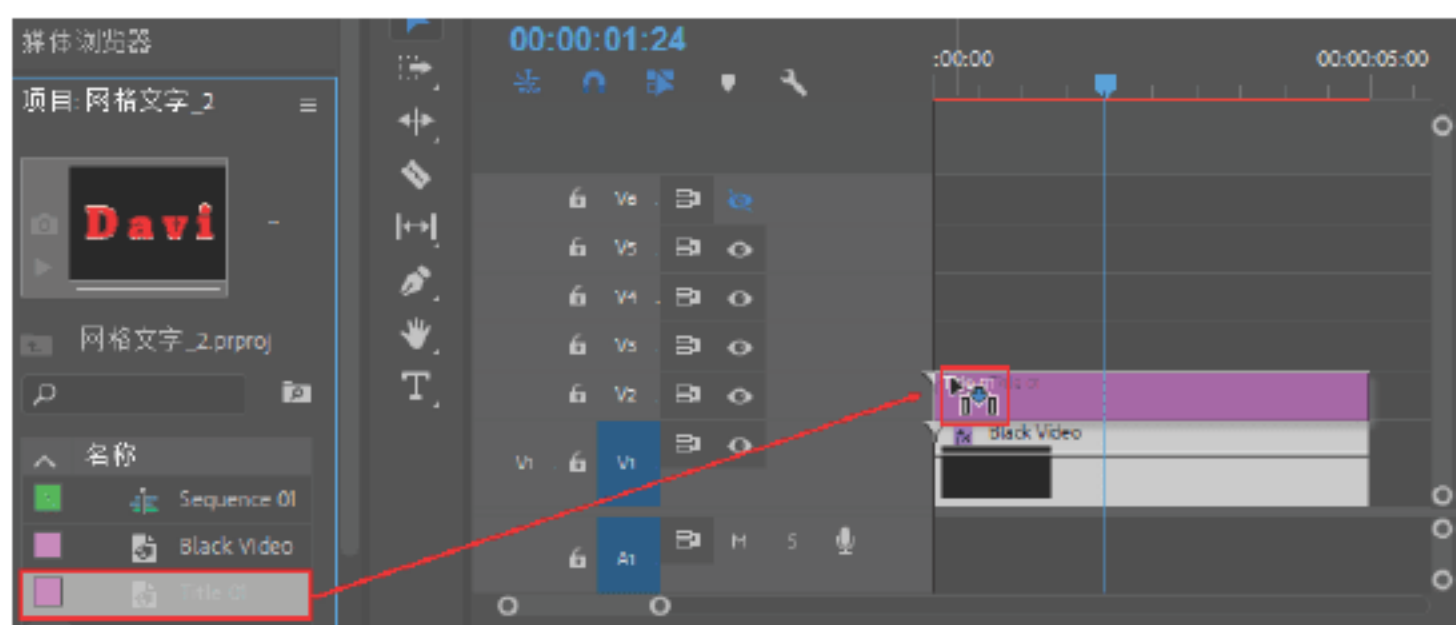 媒体浏览器
项目: 网格文字_2
Davi
网格文字_2.prproj
名称
Sequence 01
Black Video
Title 01
00:00:01:24
:00:00
00:00:05:00
V6
V5
V4
V3
V2
V1 V1
A1 M S
Black Video